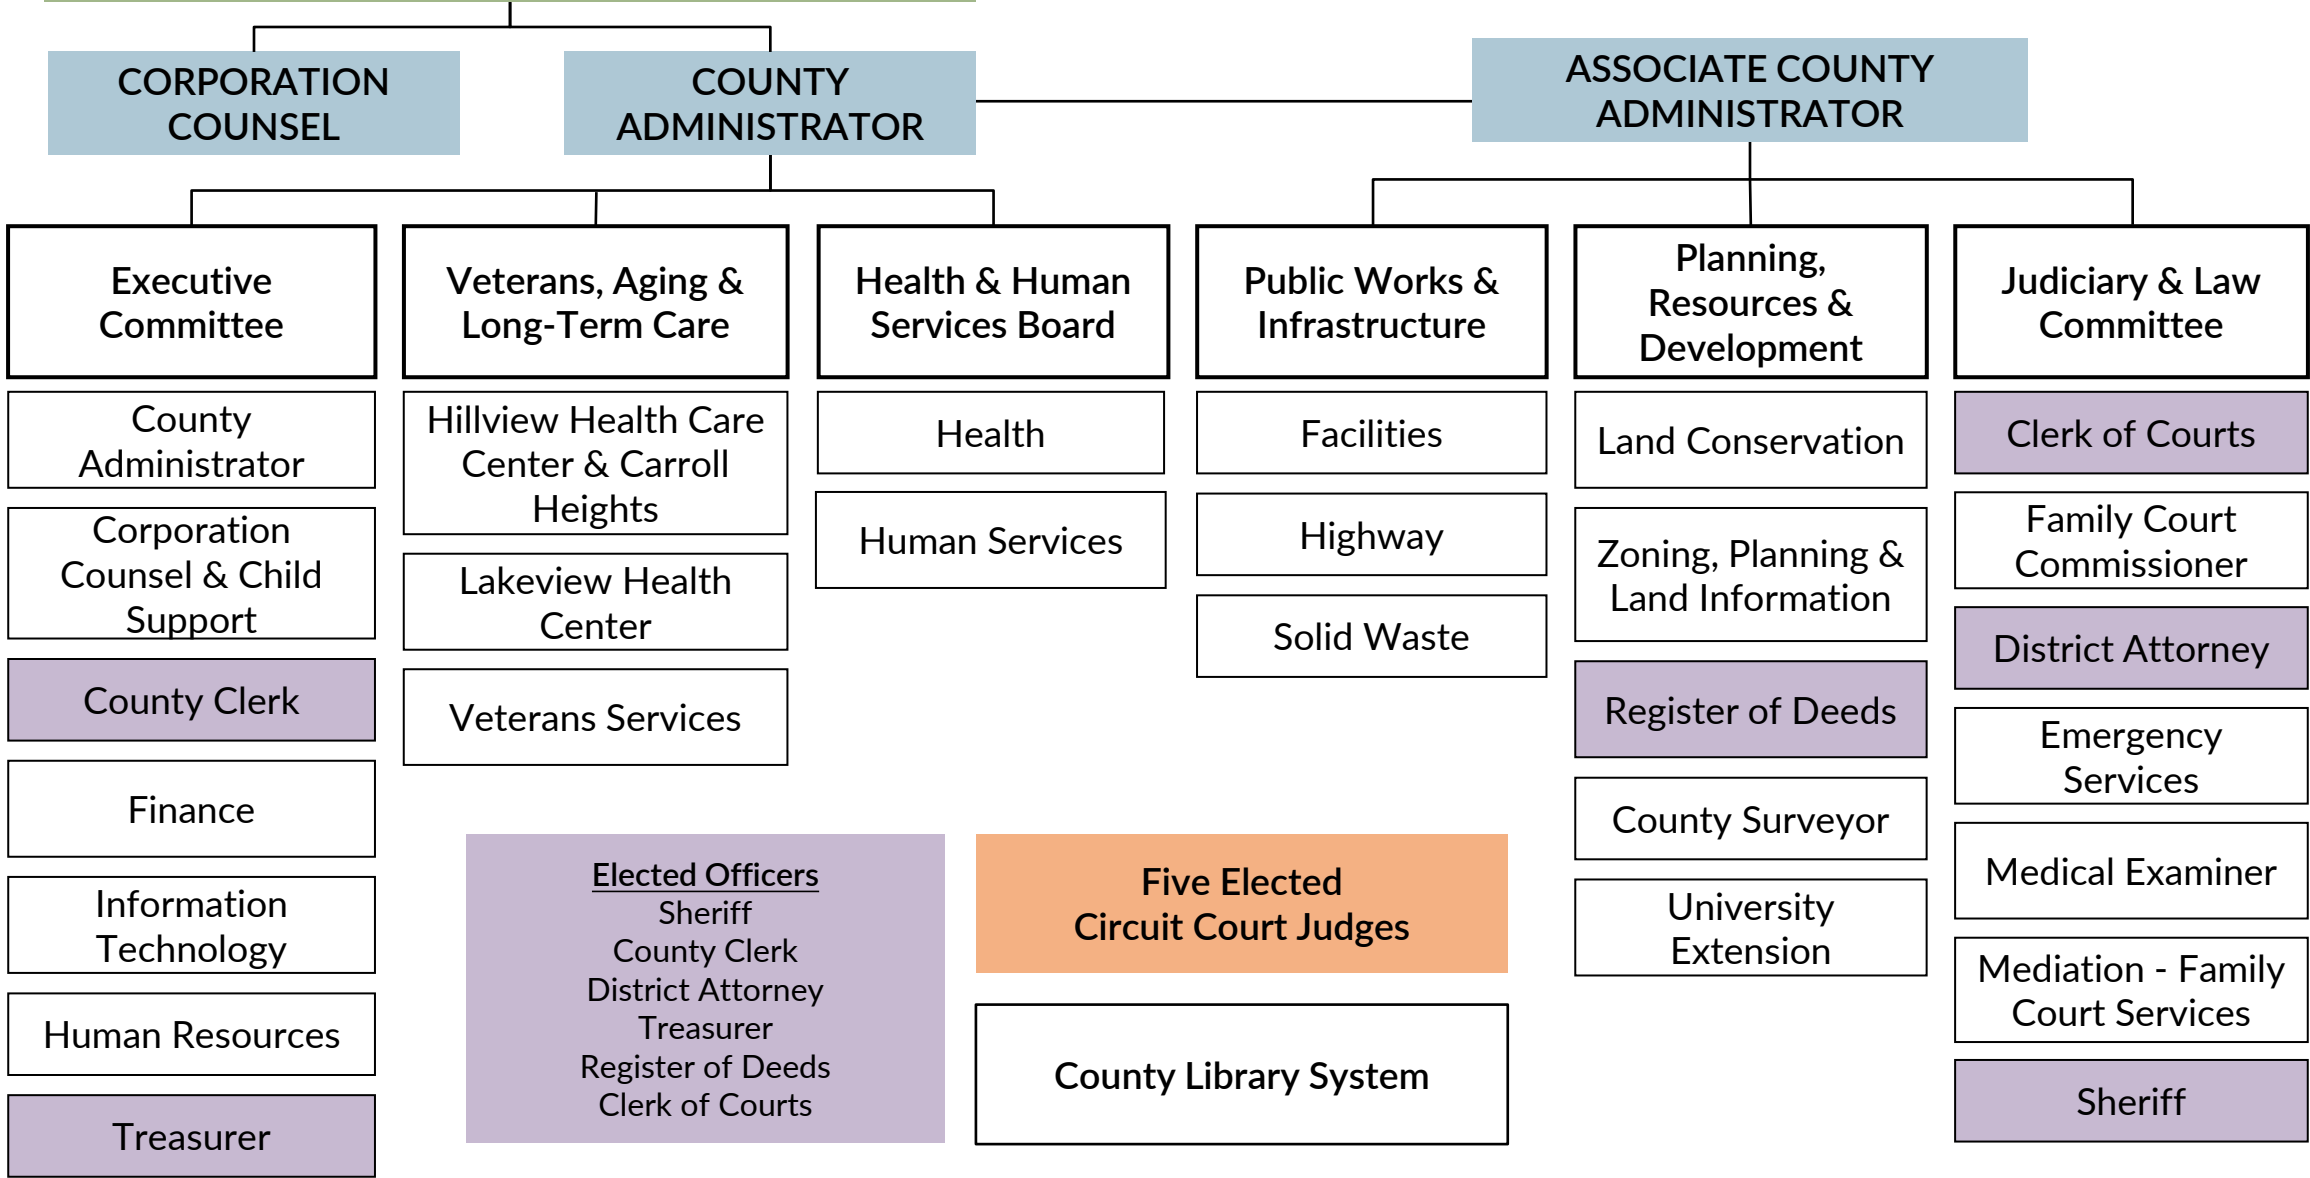 CORPORATION
COUNSEL
COUNTY
ADMINISTRATOR
ASSOCIATE COUNTY
ADMINISTRATOR
Executive
Committee
County
Administrator
Corporation
Counsel & Child
Support
County Clerk
Finance
Information
Technology
Human Resources
Treasurer
Veterans, Aging &
Long-Term Care
Hillview Health Care
Center & Carroll
Heights
Lakeview Health
Center
Veterans Services
Health & Human
Services Board
Health
Human Services
Public Works &
Infrastructure
Facilities
Highway
Solid Waste
Planning,
Resources &
Development
Land Conservation
Zoning, Planning &
Land Information
Register of Deeds
County Surveyor
University
Extension
Judiciary & Law
Committee
Clerk of Courts
Family Court
Commissioner
District Attorney
Emergency
Services
Medical Examiner
Mediation - Family
Court Services
Sheriff
Elected Officers
Sheriff
County Clerk
District Attorney
Treasurer
Register of Deeds
Clerk of Courts
Five Elected
Circuit Court Judges
County Library System